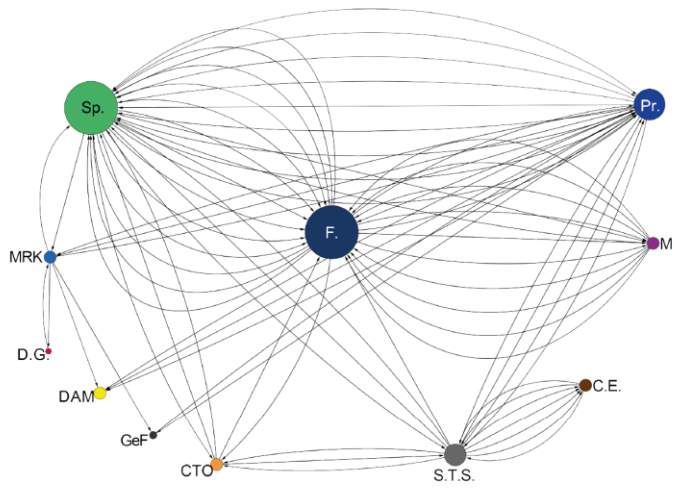 Sp.
Pr.
F.
M
MRK
D.G.
DAM
C.E.
GeF
CTO
S.T.S.